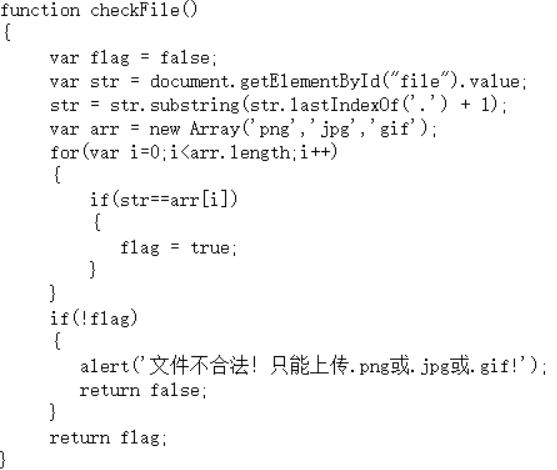 function checkFile()
{
var flag = false;
var str = document.getElementById("file").value;
str = str.substring(str.lastIndexOf('.') + 1);
var arr = new Array('png','jpg','gif');
for(var i=0;i<arr.length;i++)
{
if(str==arr[i])
{
flag = true;
}
}
if(!flag)
{
alert('文件不合法! 只能上传.png或.jpg或.gif!');
return false;
}
return flag;
}